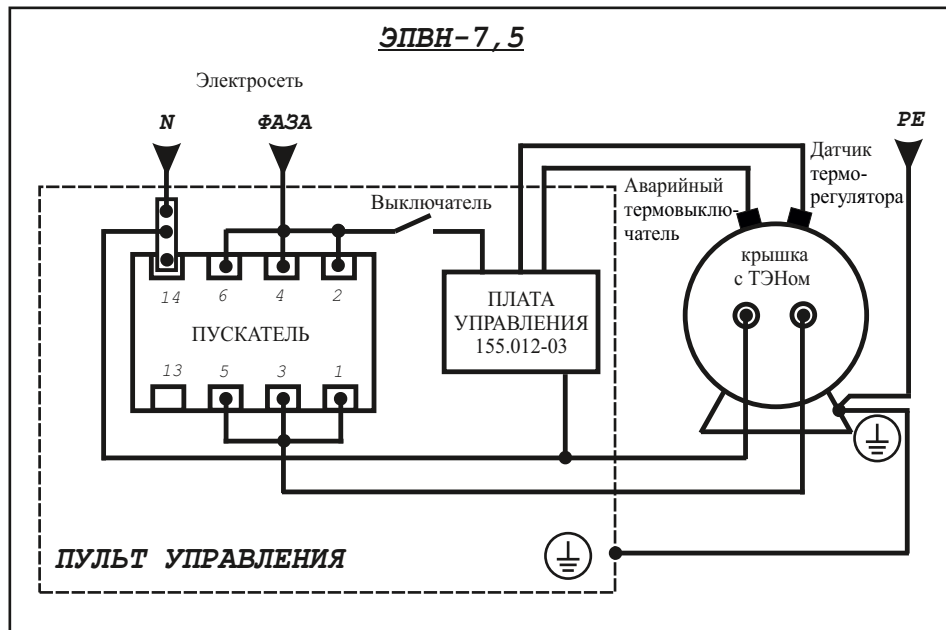 ЭПВН-7,5
Электросеть
N
ФАЗА
PE
Датчик
термо-
регулятора
Аварийный
термовыклю-
чатель
Выключатель
крышка
с ТЭНом
14
6
4
2
ПУСКАТЕЛЬ
13
5
3
1
ПЛАТА
УПРАВЛЕНИЯ
155.012-03
ПУЛЬТ УПРАВЛЕНИЯ